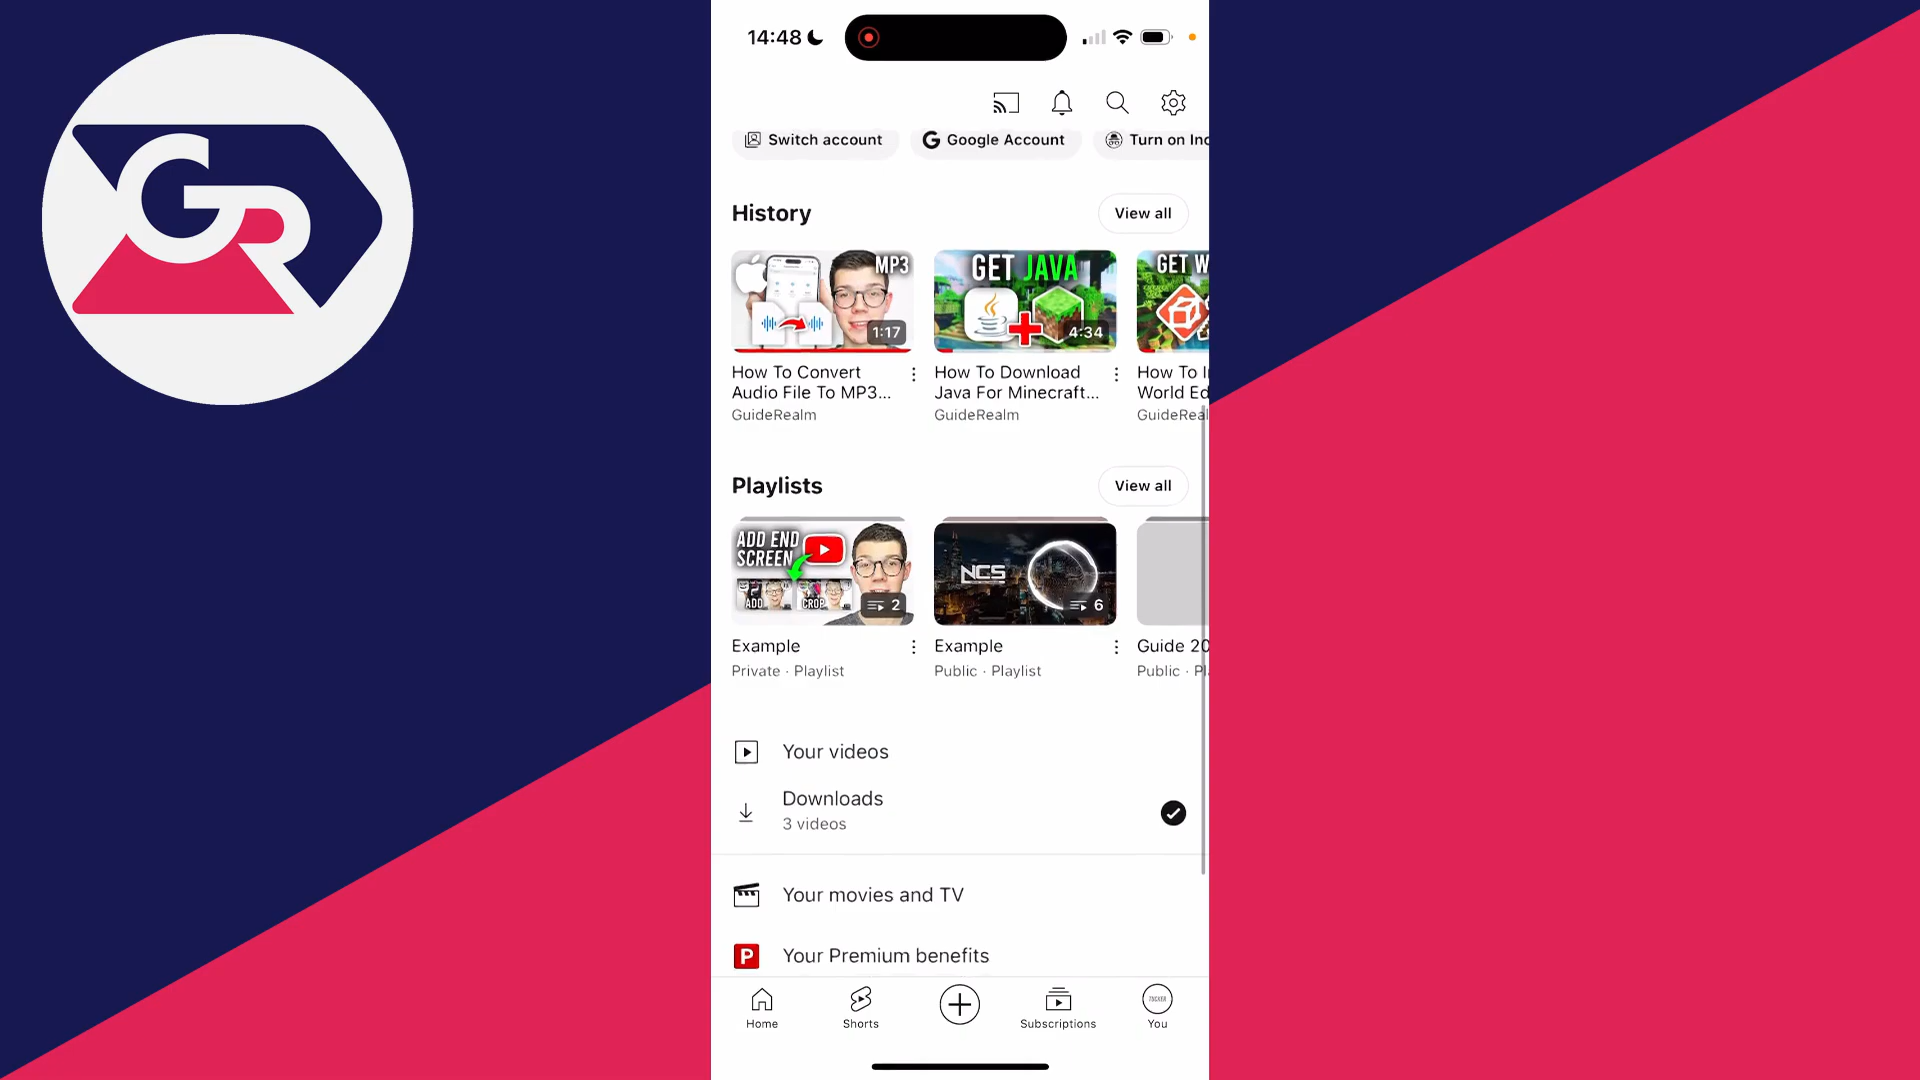 GR
14:48
Switch account
Google Account
Turn on Inc
History
View all
MP3
1:17
GET JAVA
4:34
GET W
How To Convert
Audio File To MP3...
GuideRealm
How To Download
Java For Minecraft...
GuideRealm
How To I
World Ed
GuideReal
Playlists
View all
ADD END
SCREEN
ADD
CROP
2
NCS
6
Example
Private · Playlist
Example
Public · Playlist
Guide 20
Public · Pl
Your videos
Downloads
3 videos
Your movies and TV
P
Your Premium benefits
Home
Shorts
Subscriptions
You